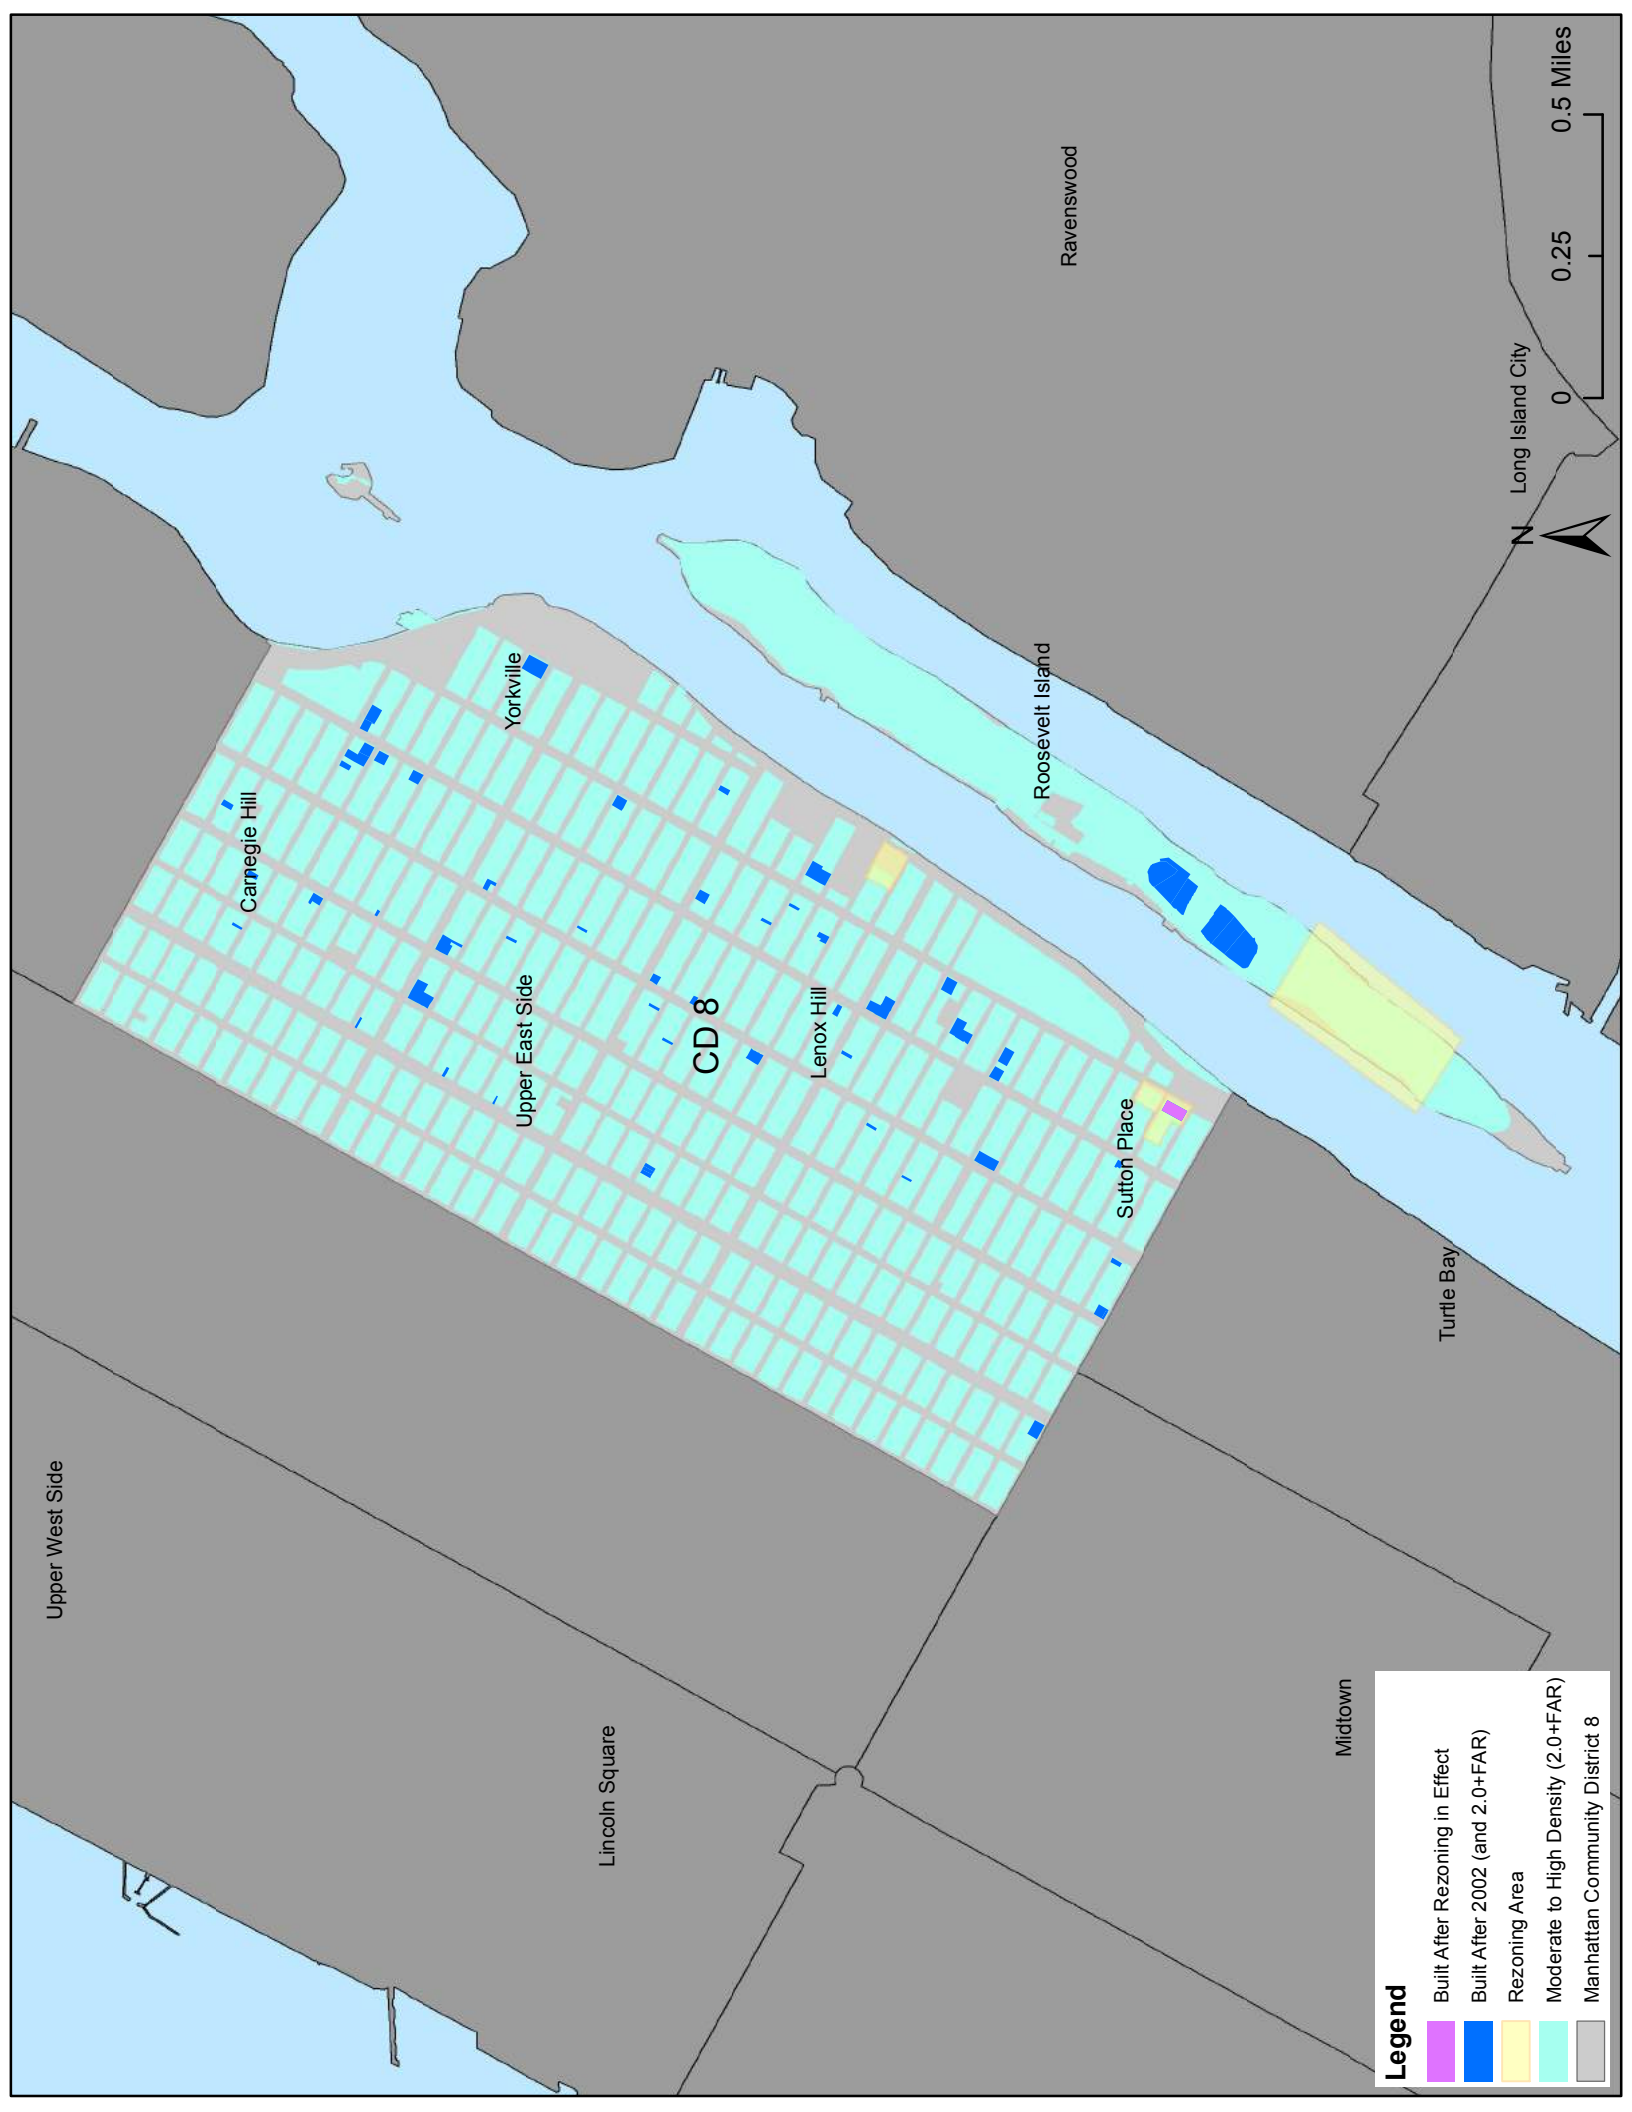 Upper West Side
Lincoln Square
Midtown
Turtle Bay
Carnegie Hill
Yorkville
Upper East Side
CD 8
Lenox Hill
Sutton Place
Roosevelt Island
Ravenswood
Long Island City
N
0 0.25 0.5 Miles
Legend
Built After Rezoning in Effect
Built After 2002 (and 2.0+FAR)
Rezoning Area
Moderate to High Density (2.0+FAR)
Manhattan Community District 8